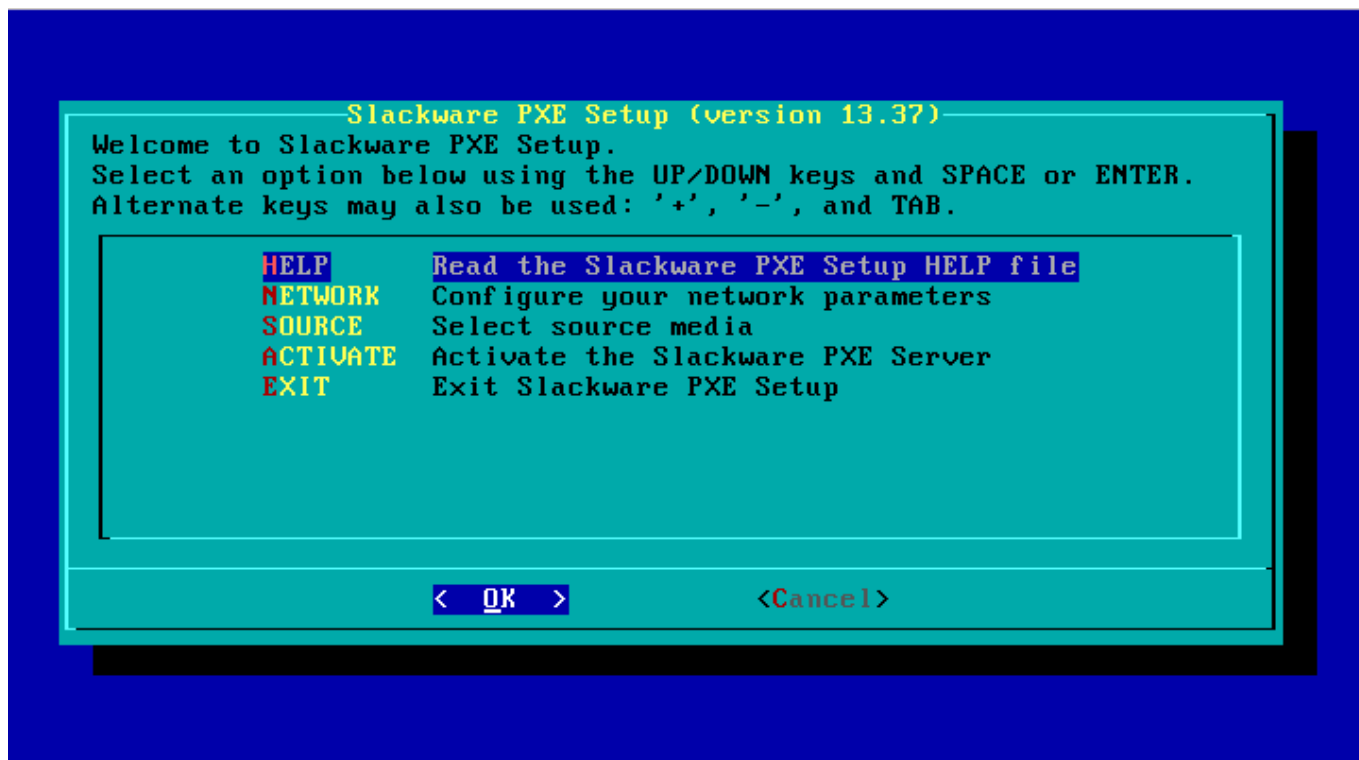 Slackware PXE Setup (version 13.37)
Welcome to Slackware PXE Setup.
Select an option below using the UP/DOWN keys and SPACE or ENTER.
Alternate keys may also be used: '+', '-', and TAB.
HELP Read the Slackware PXE Setup HELP file
NETWORK Configure your network parameters
SOURCE Select source media
ACTIVATE Activate the Slackware PXE Server
EXIT Exit Slackware PXE Setup
< OK > <Cancel>